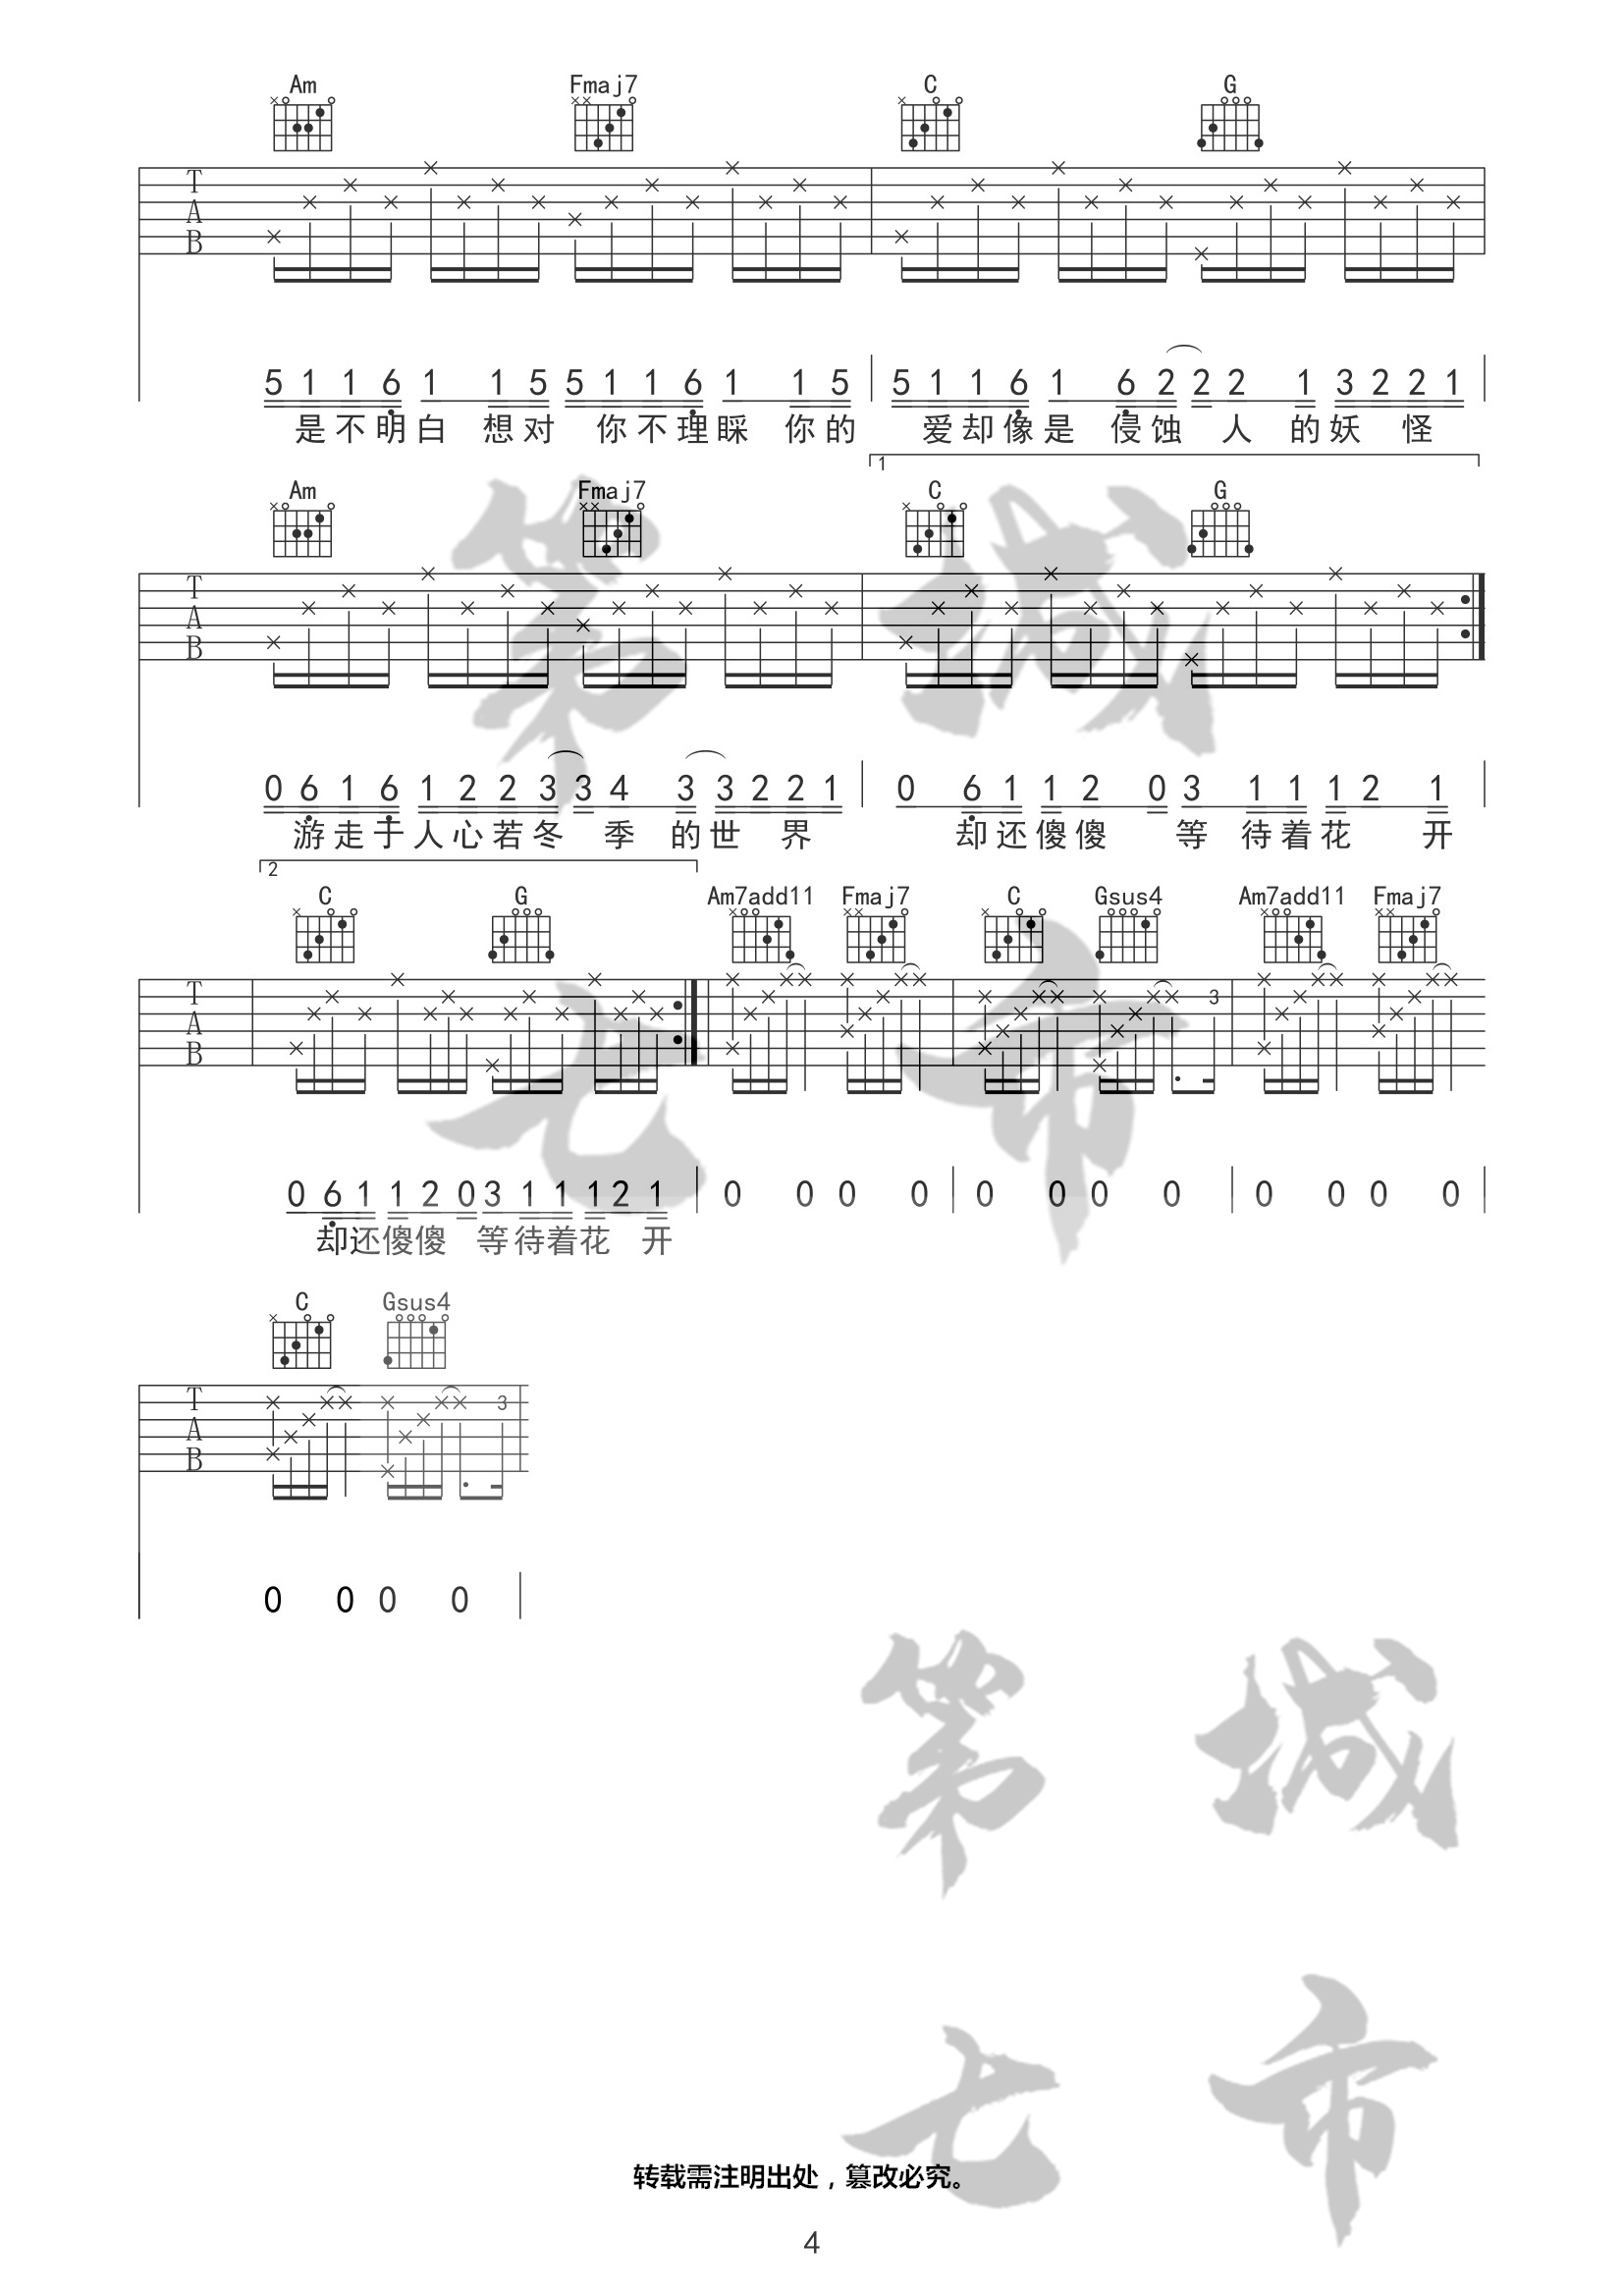 Am Fmaj7 C G
T
A
B
5 1 1 6 1 1 5 5 1 1 6 1 1 5 5 1 1 6 1 6 2 2 2 1 3 2 2 1
是不明白 想对 你不理睬 你的 爱却像是 侵蚀 人 的妖 怪
1
Am Fmaj7 C G
T
A
B
0 6 1 6 1 2 2 3 3 4 3 3 2 2 1 0 6 1 1 2 0 3 1 1 1 2 1
游走于人心若冬 季 的世 界 却还傻傻 等 待着花 开
2
C G Am7add11 Fmaj7 C Gsus4 Am7add11 Fmaj7
T
A
B
3
0 6 1 1 2 0 3 1 1 1 2 1 0 0 0 0 0 0 0 0 0 0 0 0
却还傻傻 等待着花 开
C Gsus4
T
A
B
3
0 0 0 0
第 城
七 市
第 城
七 市
转载需注明出处，篡改必究。
4